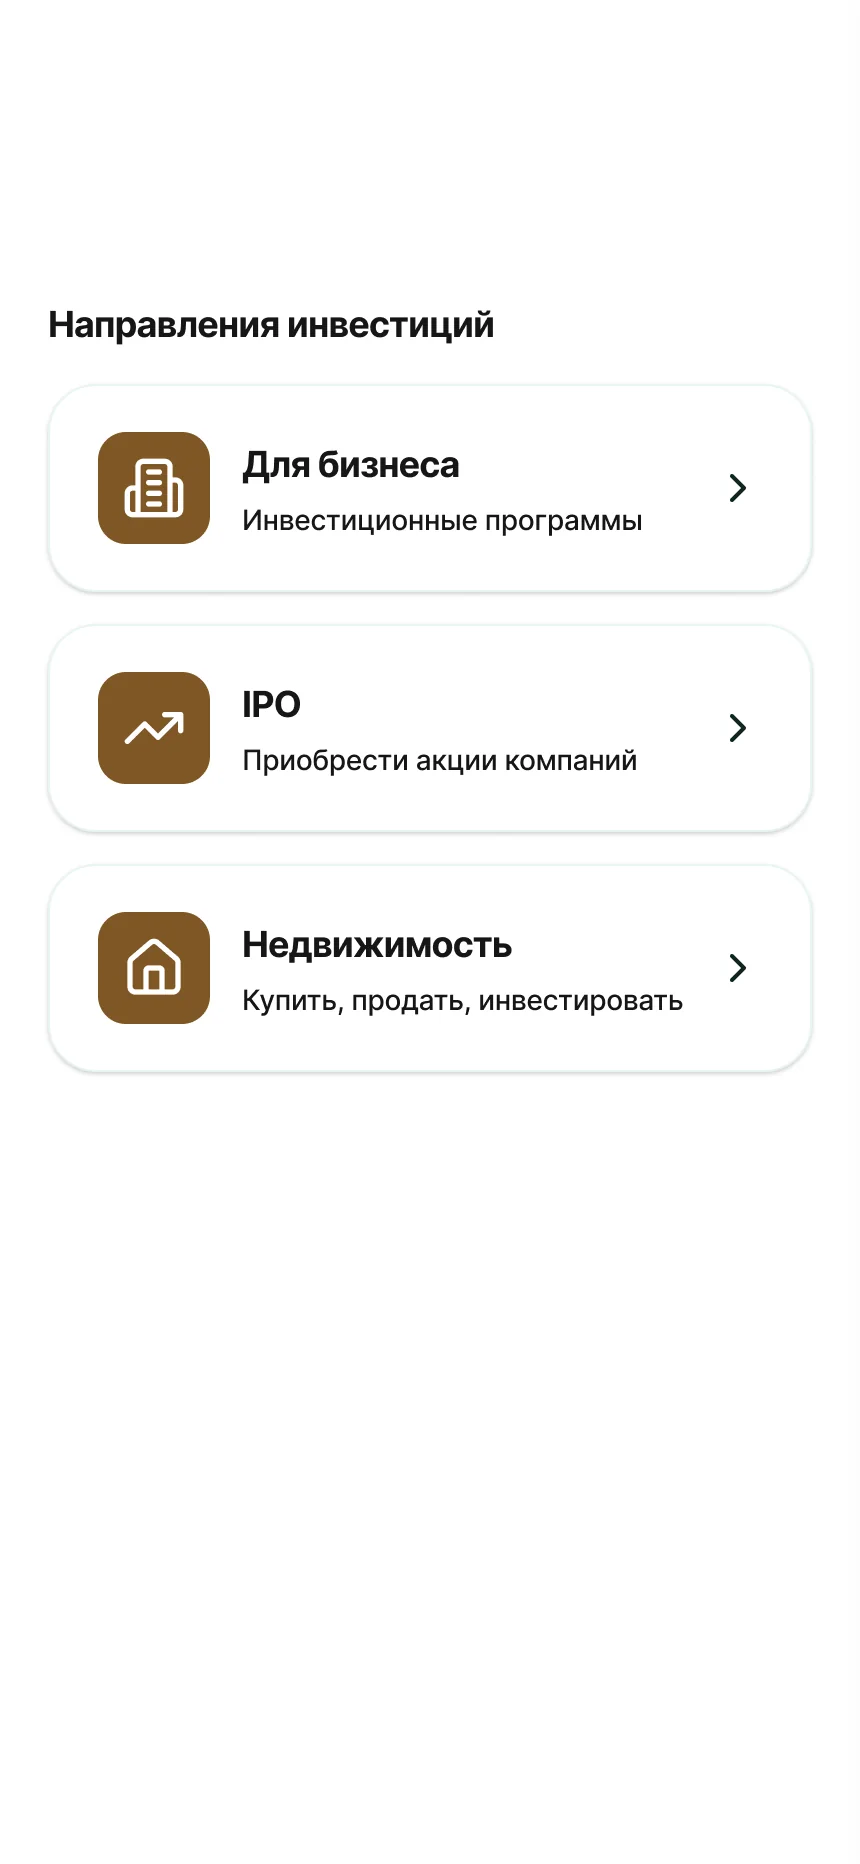 Направления инвестиций
Для бизнеса
Инвестиционные программы
IPO
Приобрести акции компаний
Недвижимость
Купить, продать, инвестировать